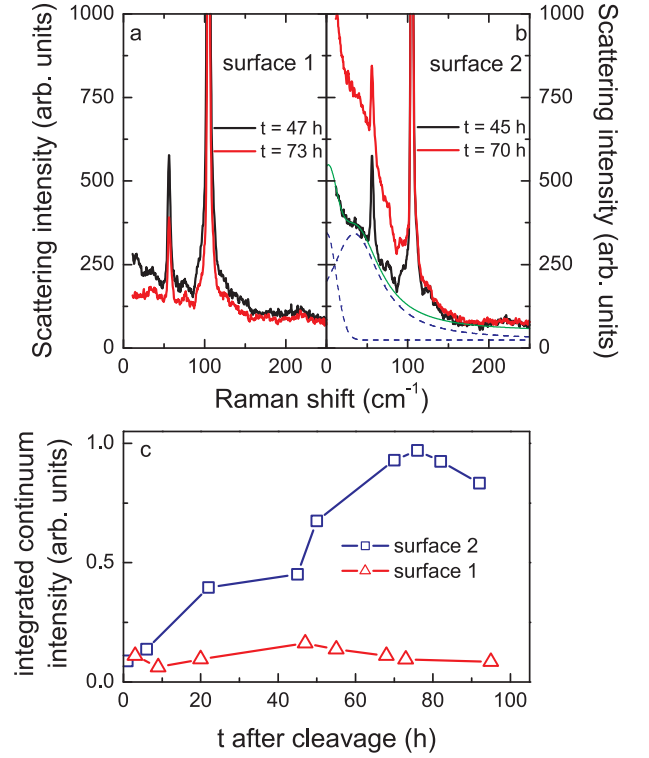 1000
750
500
250
0
Scattering intensity (arb. units)
a
surface 1
t = 47 h
t = 73 h
0
100
200
b
surface 2
t = 45 h
t = 70 h
0
100
200
1000
750
500
250
0
Scattering intensity (arb. units)
Raman shift (cm⁻¹)
1.0
0.5
0.0
integrated continuum
intensity (arb. units)
c
surface 2
surface 1
0
20
40
60
80
100
t after cleavage (h)